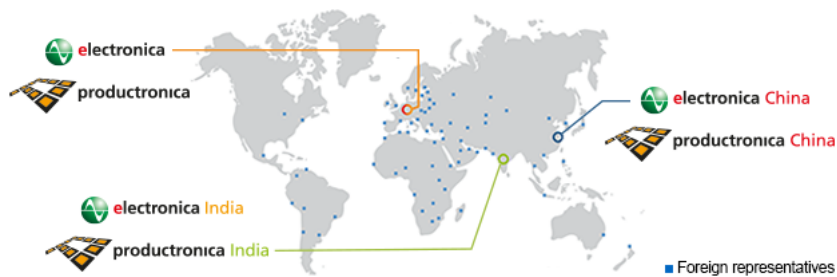 electronica
productronica
electronica China
productronica China
electronica India
productronica India
Foreign representatives